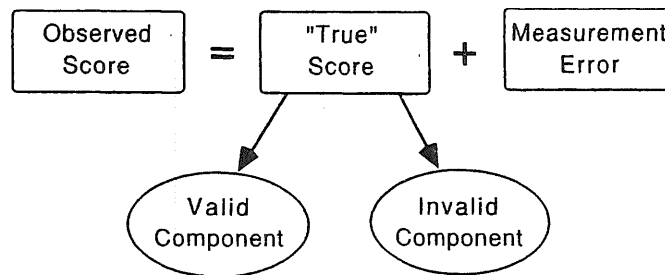 Observed
Score
=
"True"
Score
+
Measurement
Error
Valid
Component
Invalid
Component